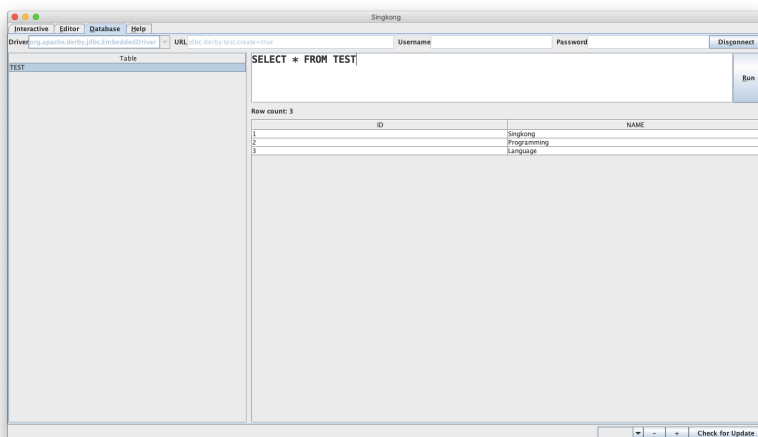 Singkong
Interactive Editor Database Help
Driver org.apache.derby.jdbc.EmbeddedDriver URL jdbc:derby:test;create=true Username Password Disconnect
Table
TEST
SELECT * FROM TEST
Run
Row count: 3
ID NAME
1 Singkong
2 Programming
3 Language
- + Check for Update